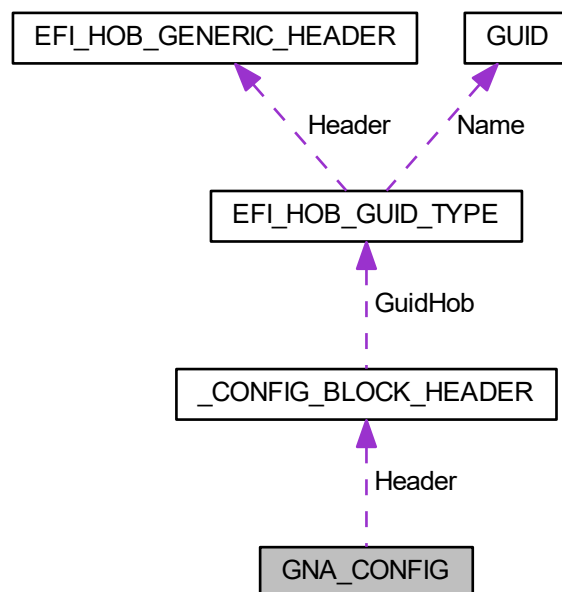 EFI_HOB_GENERIC_HEADER
GUID
Header
Name
EFI_HOB_GUID_TYPE
GuidHob
_CONFIG_BLOCK_HEADER
Header
GNA_CONFIG